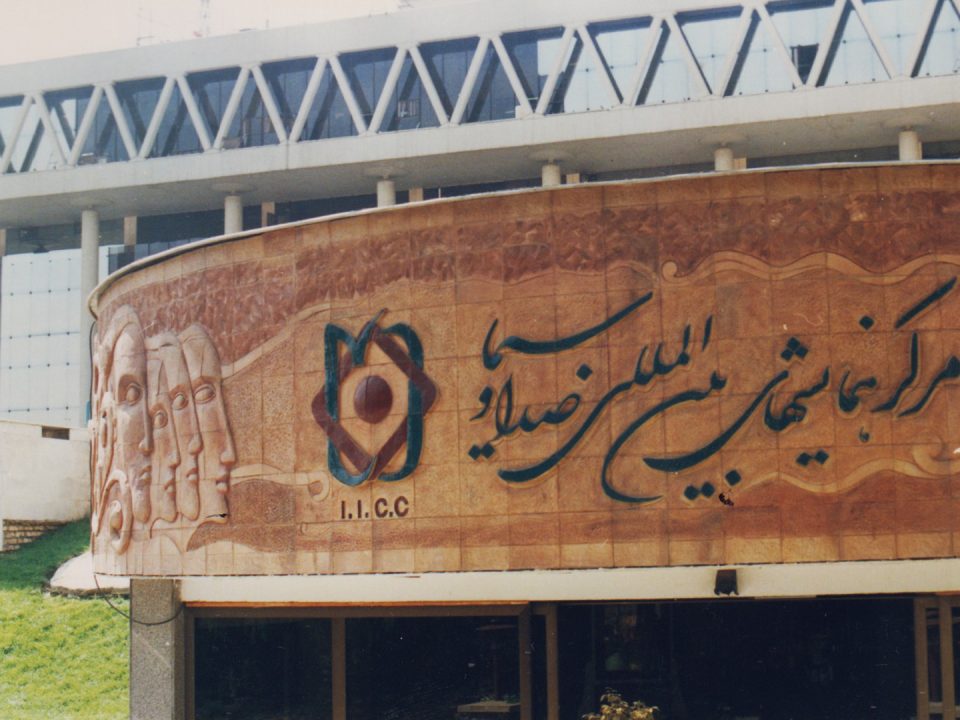 مرکز همایشهای بین المللی صدا و سیما
I.I.C.C